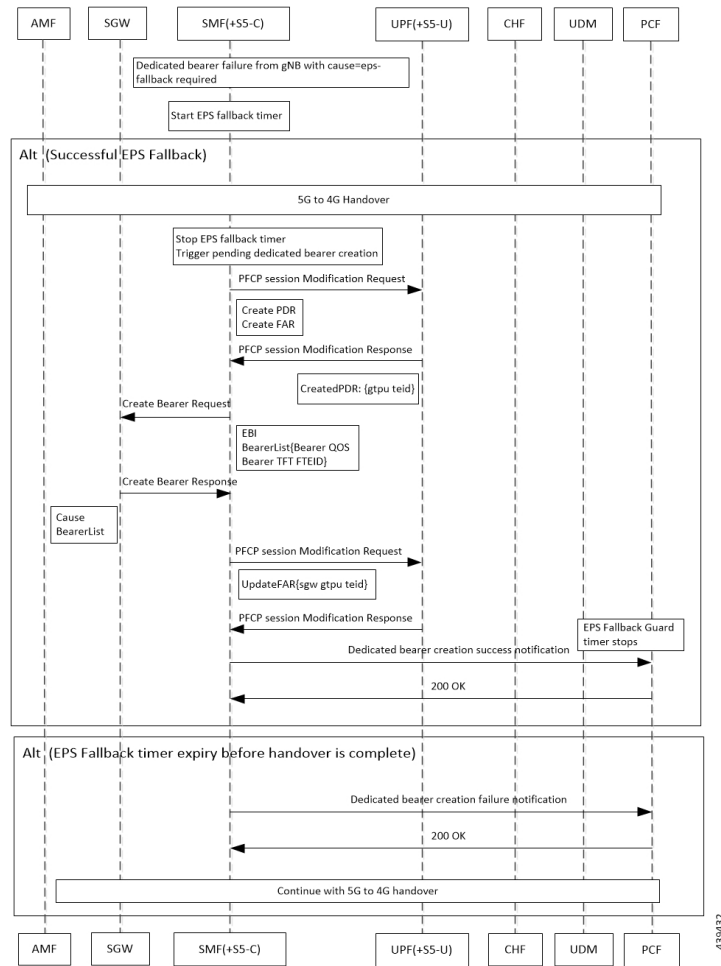 AMF
SGW
SMF(+S5-C)
UPF(+S5-U)
CHF
UDM
PCF
Dedicated bearer failure from gNB with cause=eps-
fallback required
Start EPS fallback timer
Alt (Successful EPS Fallback)
5G to 4G Handover
Stop EPS fallback timer
Trigger pending dedicated bearer creation
PFCP session Modification Request
Create PDR
Create FAR
PFCP session Modification Response
CreatedPDR: {gtpu teid}
Create Bearer Request
EBI
BearerList{Bearer QOS
Bearer TFT FTEID}
Create Bearer Response
Cause
BearerList
PFCP session Modification Request
UpdateFAR{sgw gtpu teid}
PFCP session Modification Response
EPS Fallback Guard
timer stops
Dedicated bearer creation success notification
200 OK
Alt (EPS Fallback timer expiry before handover is complete)
Dedicated bearer creation failure notification
200 OK
Continue with 5G to 4G handover
AMF
SGW
SMF(+S5-C)
UPF(+S5-U)
CHF
UDM
PCF
439432